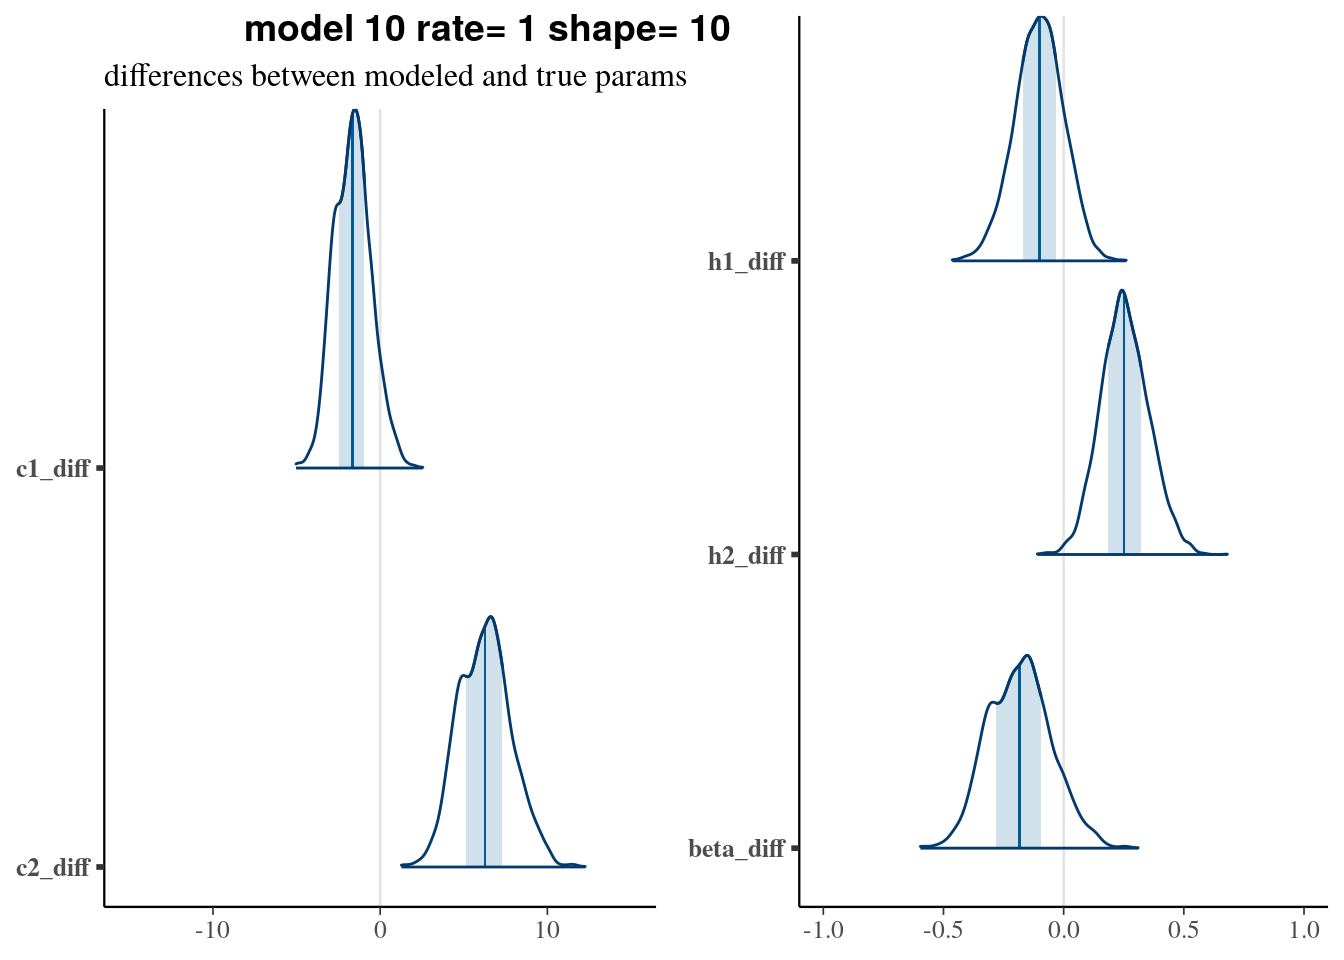 model 10 rate= 1 shape= 10
differences between modeled and true params
c1_diff
c2_diff
-10 0 10
h1_diff
h2_diff
beta_diff
-1.0 -0.5 0.0 0.5 1.0